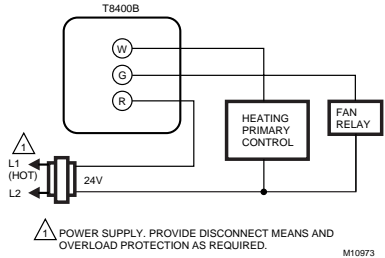 T8400B
W
G
R
HEATING
PRIMARY
CONTROL
FAN
RELAY
1
L1
(HOT)
L2
24V
1 POWER SUPPLY. PROVIDE DISCONNECT MEANS AND
OVERLOAD PROTECTION AS REQUIRED.
M10973